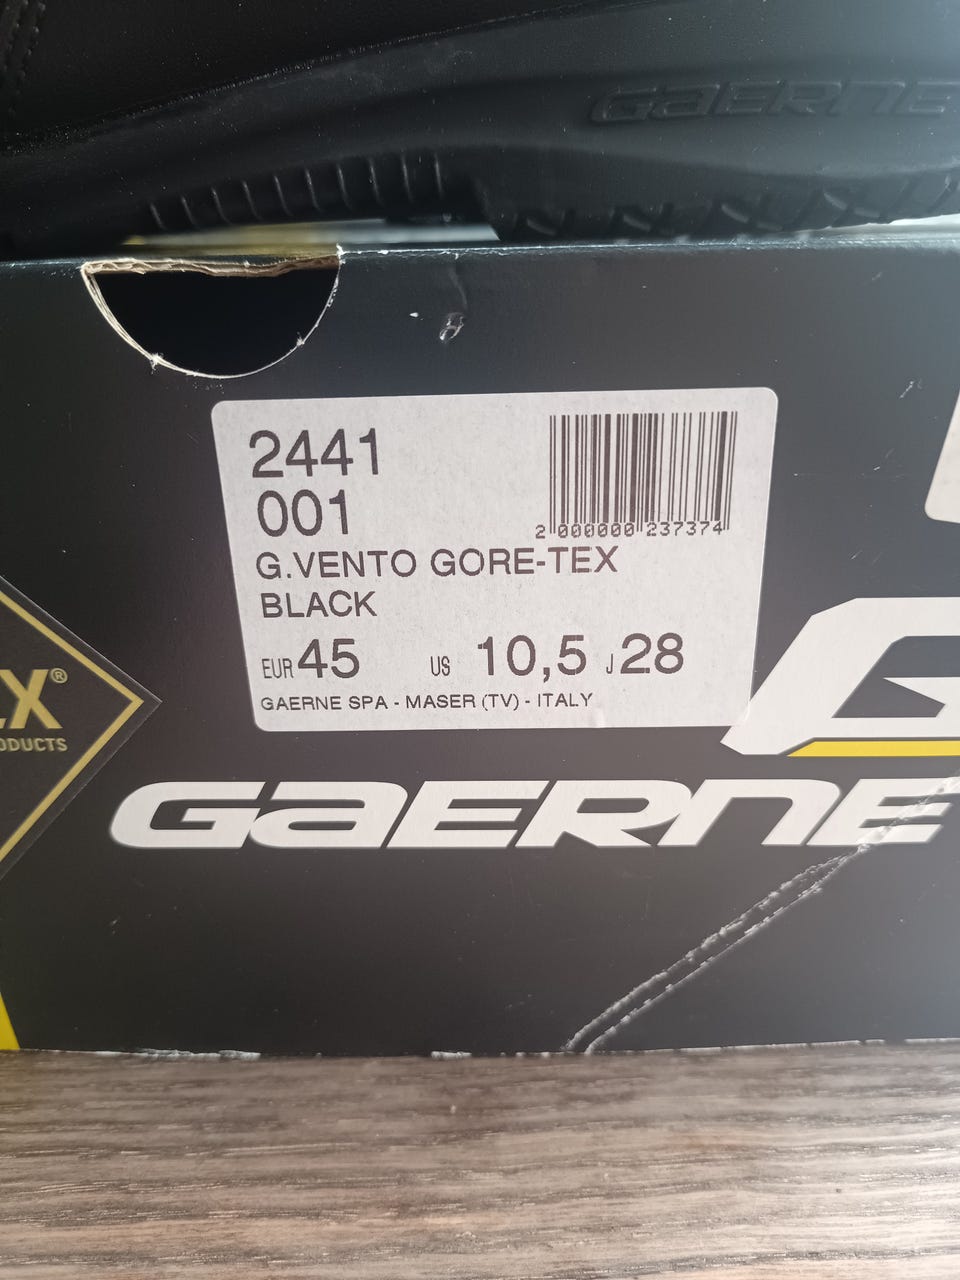 GAERNE
2441
001
2 000000 237374
G.VENTO GORE-TEX
BLACK
EUR 45 US 10,5 J 28
GAERNE SPA - MASER (TV) - ITALY
X®
ODUCTS
G
GAERNE